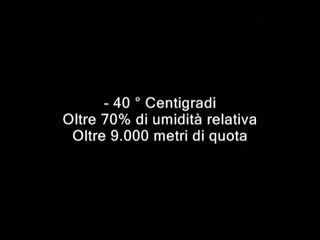 - 40 ° Centigradi
Oltre 70% di umidità relativa
Oltre 9.000 metri di quota